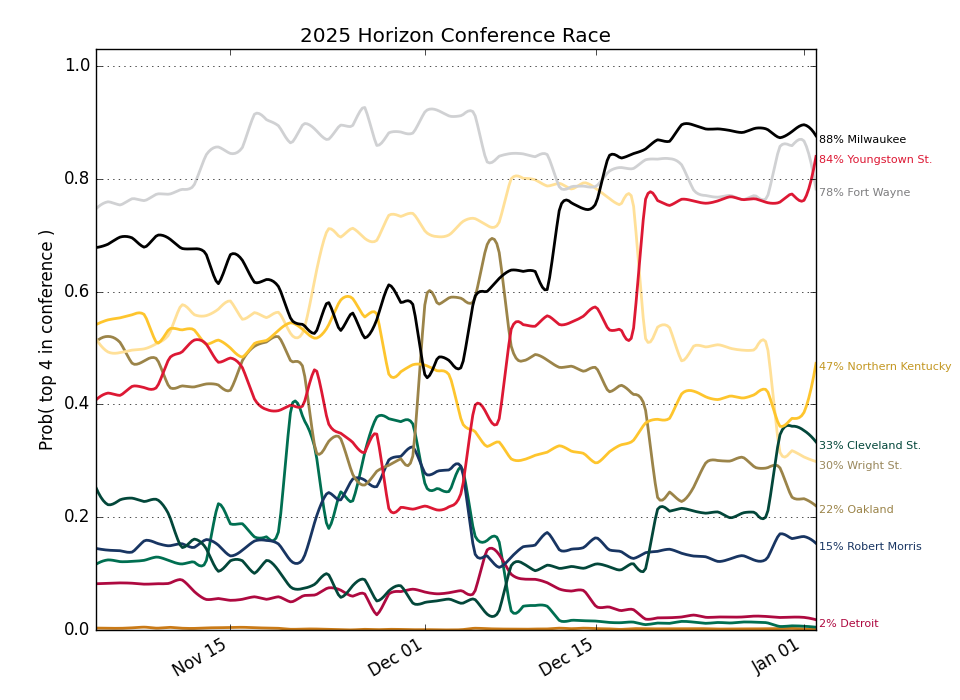 2025 Horizon Conference Race
Prob( top 4 in conference )
1.0
0.8
0.6
0.4
0.2
0.0
Nov 15
Dec 01
Dec 15
Jan 01
88% Milwaukee
84% Youngstown St.
78% Fort Wayne
47% Northern Kentucky
33% Cleveland St.
30% Wright St.
22% Oakland
15% Robert Morris
2% Detroit